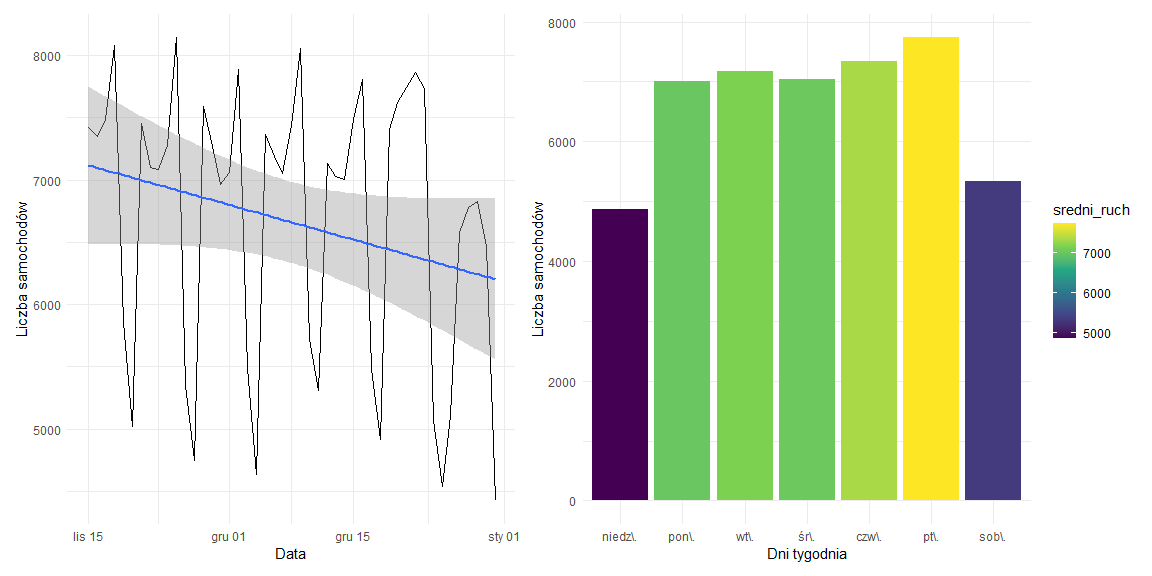 Liczba samochodów
8000
7000
6000
5000
lis 15
gru 01
gru 15
sty 01
Data
Liczba samochodów
8000
6000
4000
2000
0
niedz\.
pon\.
wt\.
śr\.
czw\.
pt\.
sob\.
Dni tygodnia
sredni_ruch
7000
6000
5000